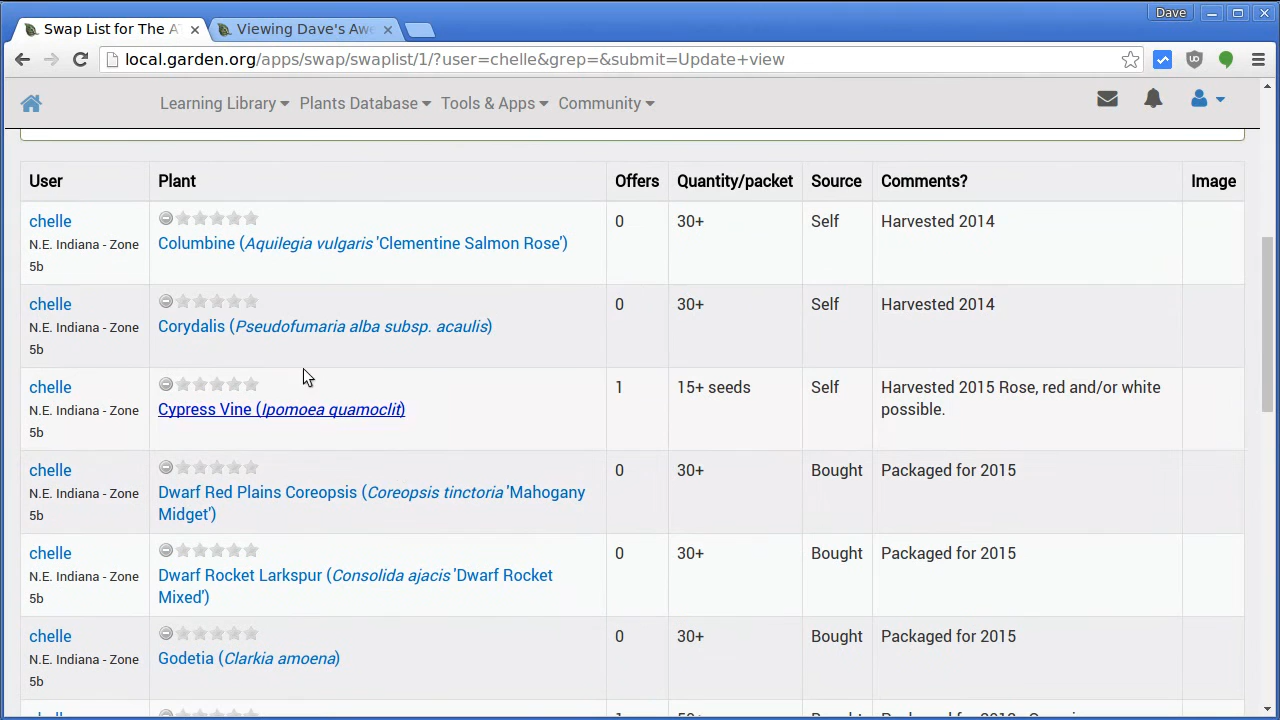 Dave
Swap List for The A
Viewing Dave's Awe
local.garden.org/apps/swap/swaplist/1/?user=chelle&grep=&submit=Update+view
Learning Library Plants Database Tools & Apps Community
User Plant Offers Quantity/packet Source Comments? Image
chelle
N.E. Indiana - Zone
5b
Columbine (Aquilegia vulgaris 'Clementine Salmon Rose')
0 30+ Self Harvested 2014
chelle
N.E. Indiana - Zone
5b
Corydalis (Pseudofumaria alba subsp. acaulis)
0 30+ Self Harvested 2014
chelle
N.E. Indiana - Zone
5b
Cypress Vine (Ipomoea quamoclit)
1 15+ seeds Self Harvested 2015 Rose, red and/or white
possible.
chelle
N.E. Indiana - Zone
5b
Dwarf Red Plains Coreopsis (Coreopsis tinctoria 'Mahogany
Midget')
0 30+ Bought Packaged for 2015
chelle
N.E. Indiana - Zone
5b
Dwarf Rocket Larkspur (Consolida ajacis 'Dwarf Rocket
Mixed')
0 30+ Bought Packaged for 2015
chelle
N.E. Indiana - Zone
5b
Godetia (Clarkia amoena)
0 30+ Bought Packaged for 2015